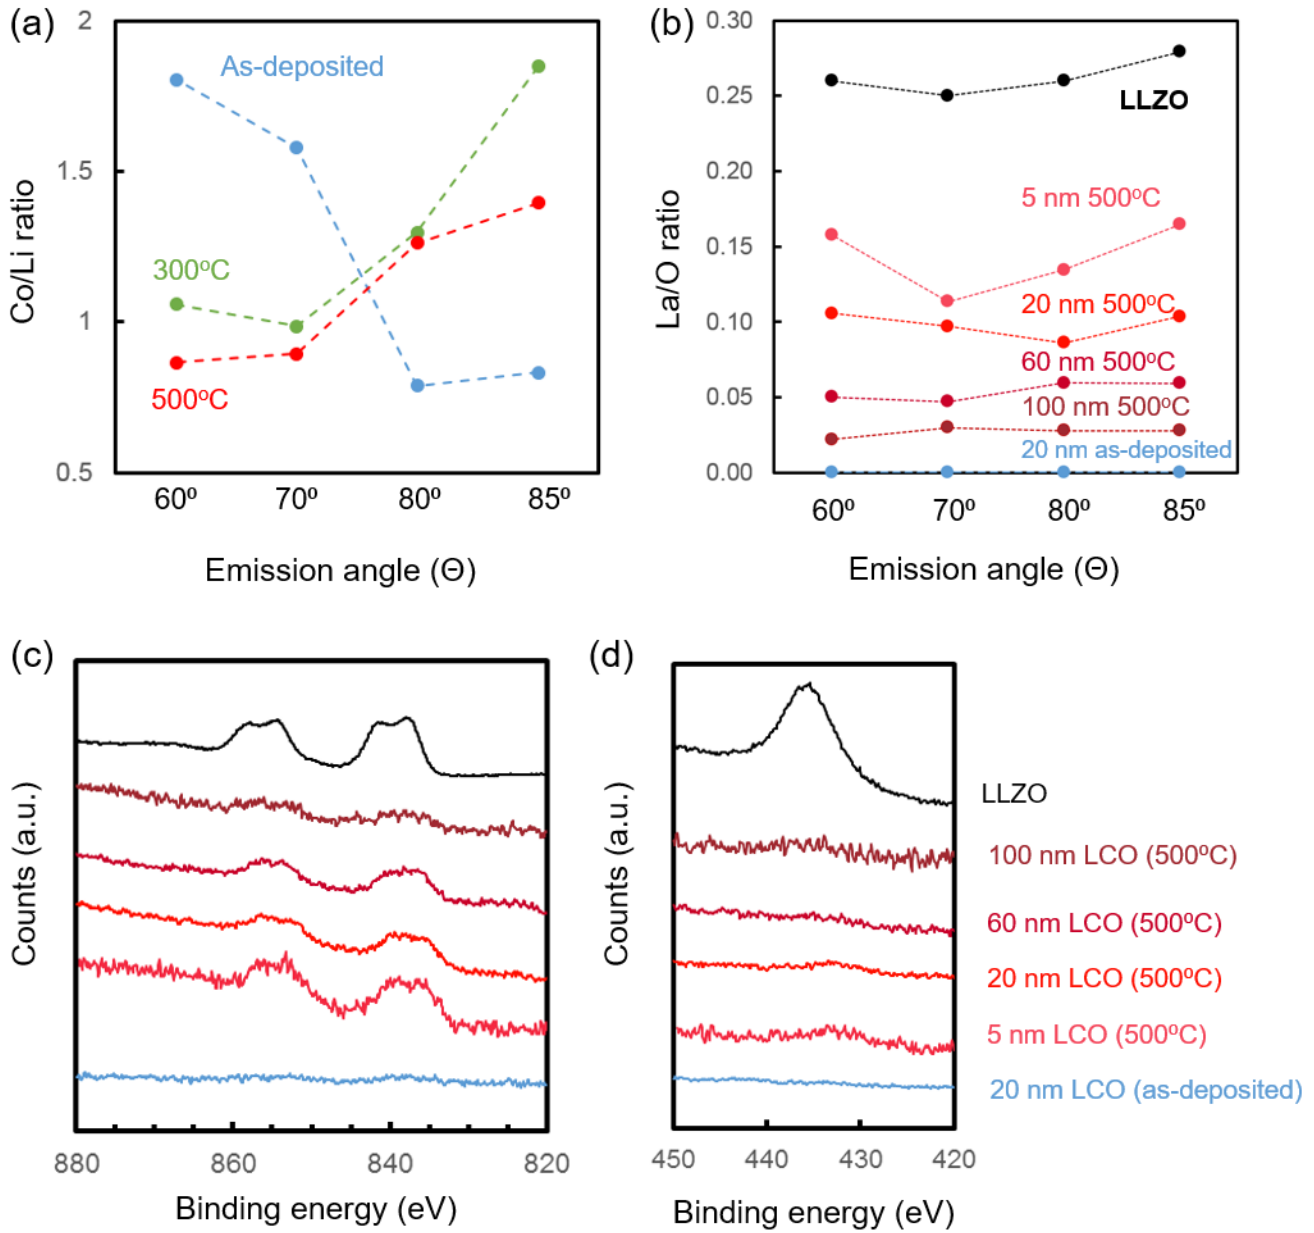 (a)
2
1.5
1
0.5
Co/Li ratio
As-deposited
300ºC
500ºC
60º 70º 80º 85º
Emission angle (Θ)
(b)
0.30
0.25
0.20
0.15
0.10
0.05
0.00
La/O ratio
LLZO
5 nm 500ºC
20 nm 500ºC
60 nm 500ºC
100 nm 500ºC
20 nm as-deposited
60º 70º 80º 85º
Emission angle (Θ)
(c)
Counts (a.u.)
880 860 840 820
Binding energy (eV)
(d)
Counts (a.u.)
450 440 430 420
Binding energy (eV)
LLZO
100 nm LCO (500ºC)
60 nm LCO (500ºC)
20 nm LCO (500ºC)
5 nm LCO (500ºC)
20 nm LCO (as-deposited)